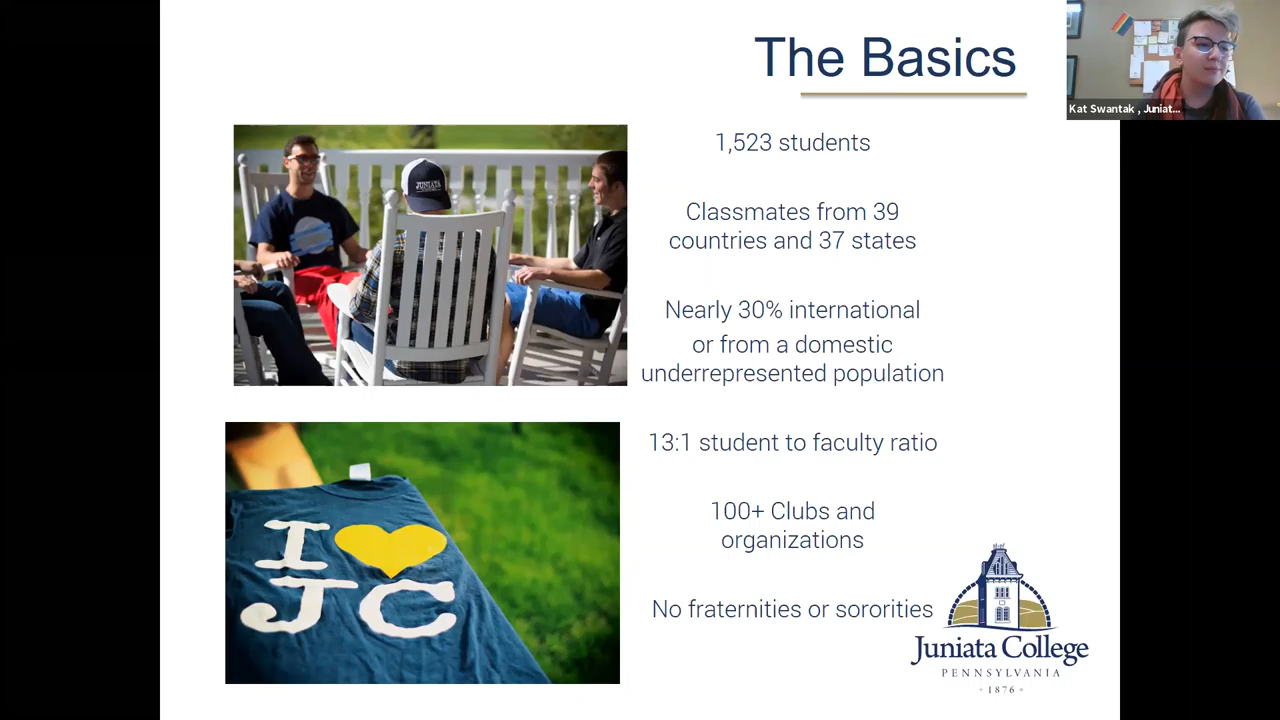 The Basics
Kat Swantak , Juniat...
1,523 students
Classmates from 39
countries and 37 states
Nearly 30% international
or from a domestic
underrepresented population
13:1 student to faculty ratio
100+ Clubs and
organizations
No fraternities or sororities
JUNIATA
I
JC
Juniata College
PENNSYLVANIA
- 1876 -